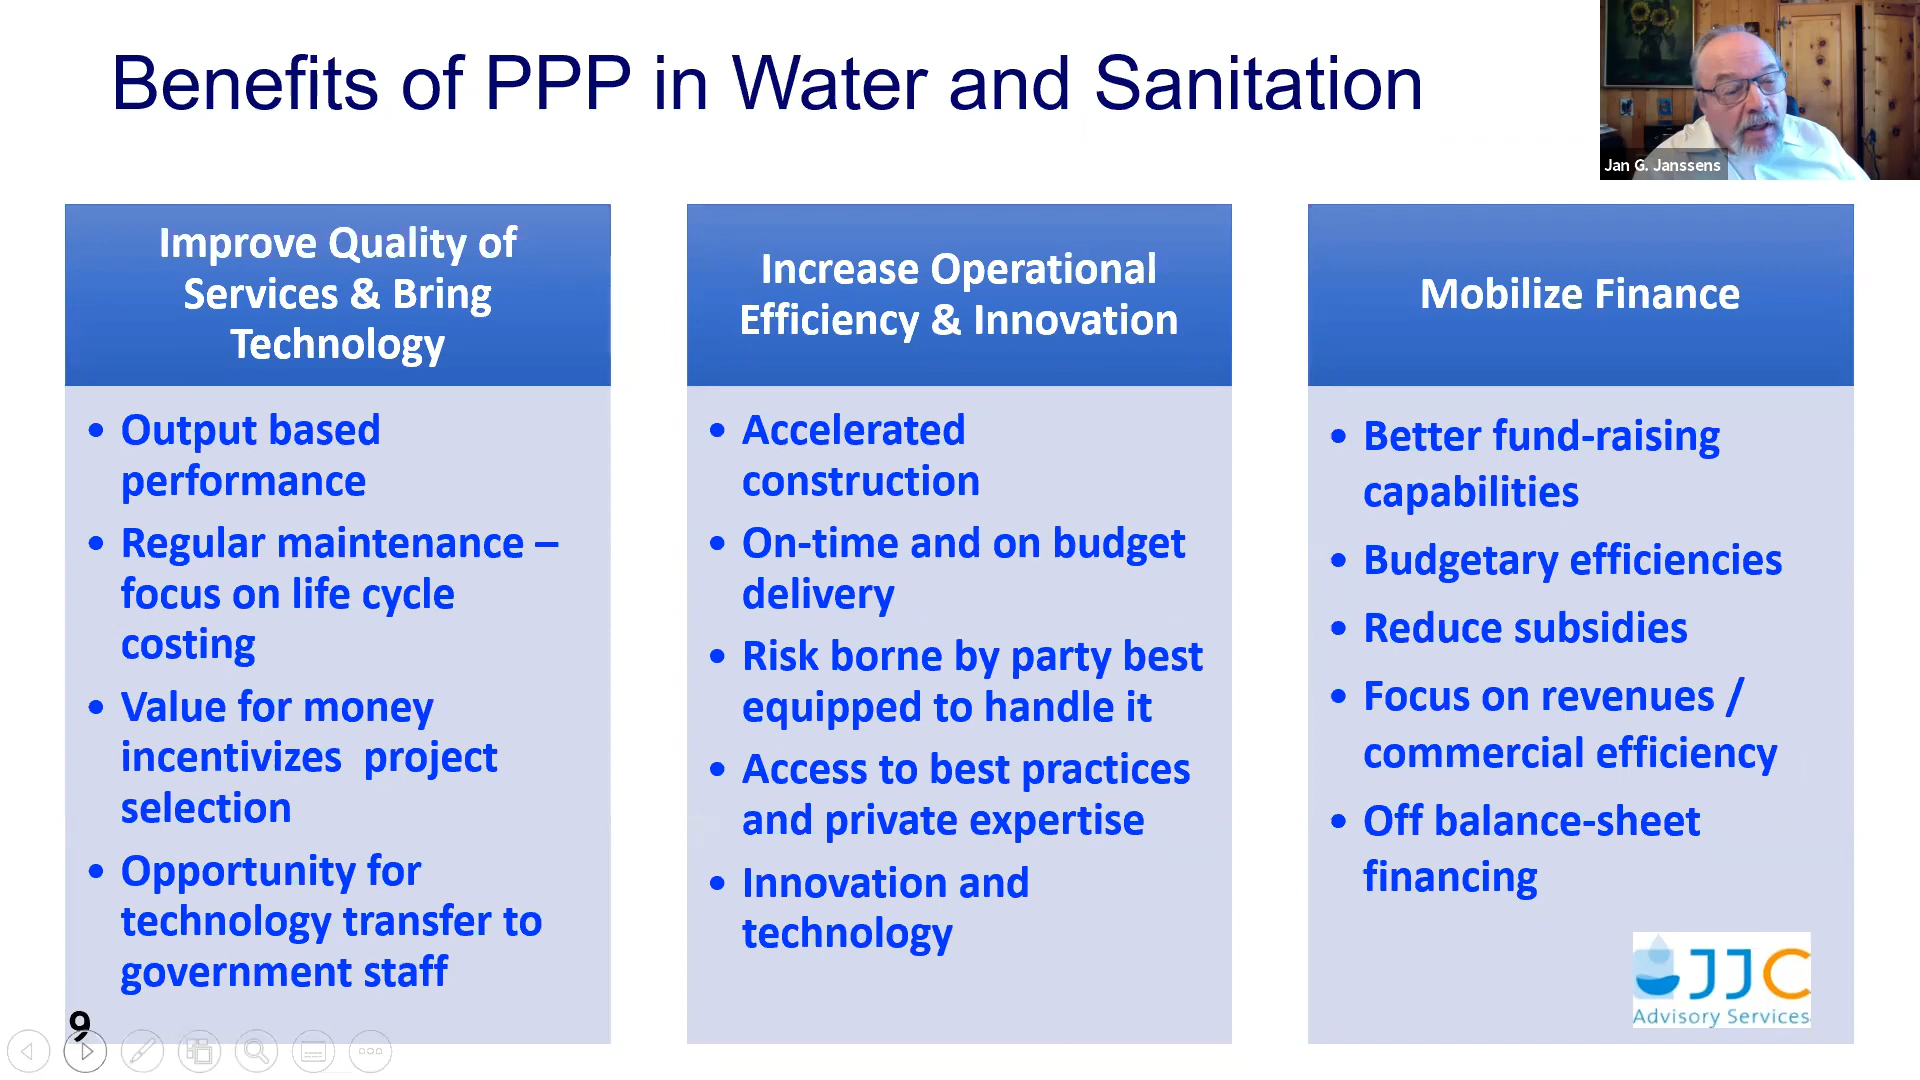 Benefits of PPP in Water and Sanitation
Jan G. Janssens
Improve Quality of
Services & Bring
Technology
• Output based
performance
• Regular maintenance –
focus on life cycle
costing
• Value for money
incentivizes project
selection
• Opportunity for
technology transfer to
government staff
Increase Operational
Efficiency & Innovation
• Accelerated
construction
• On-time and on budget
delivery
• Risk borne by party best
equipped to handle it
• Access to best practices
and private expertise
• Innovation and
technology
Mobilize Finance
• Better fund-raising
capabilities
• Budgetary efficiencies
• Reduce subsidies
• Focus on revenues /
commercial efficiency
• Off balance-sheet
financing
JJC
Advisory Services
9